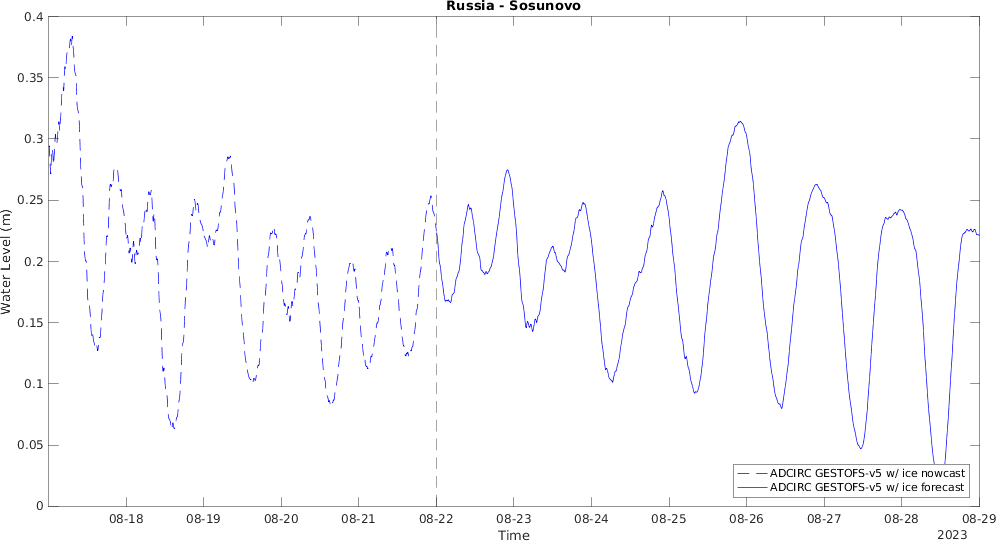 Russia - Sosunovo
Water Level (m)
0.4
0.35
0.3
0.25
0.2
0.15
0.1
0.05
0
ADCIRC GESTOFS-v5 w/ ice nowcast
ADCIRC GESTOFS-v5 w/ ice forecast
08-18 08-19 08-20 08-21 08-22 08-23 08-24 08-25 08-26 08-27 08-28 08-29
Time
2023